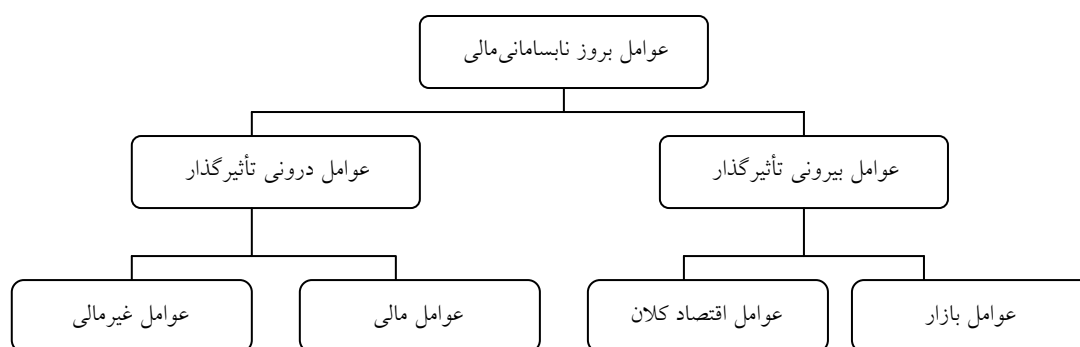 عوامل بروز نابسامانی‌مالی
عوامل بیرونی تأثیرگذار
عوامل درونی تأثیرگذار
عوامل بازار
عوامل اقتصاد کلان
عوامل مالی
عوامل غیرمالی